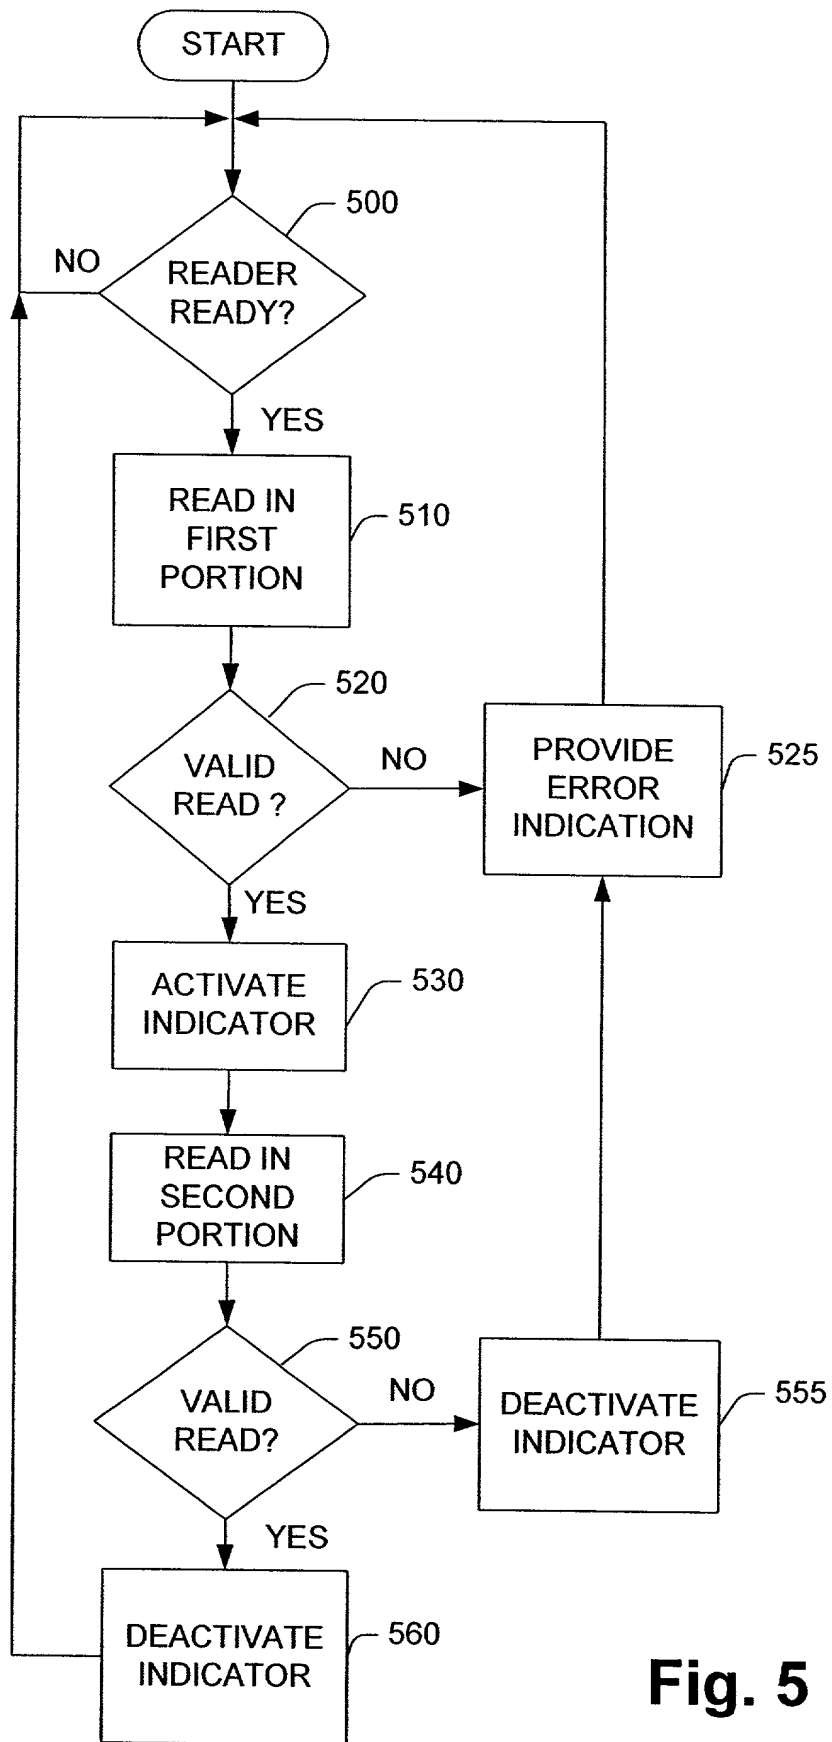 START
500
NO
READER
READY?
YES
READ IN
FIRST
PORTION
510
520
VALID
READ ?
NO
PROVIDE
ERROR
INDICATION
525
YES
ACTIVATE
INDICATOR
530
READ IN
SECOND
PORTION
540
550
VALID
READ?
NO
DEACTIVATE
INDICATOR
555
YES
DEACTIVATE
INDICATOR
560
Fig. 5